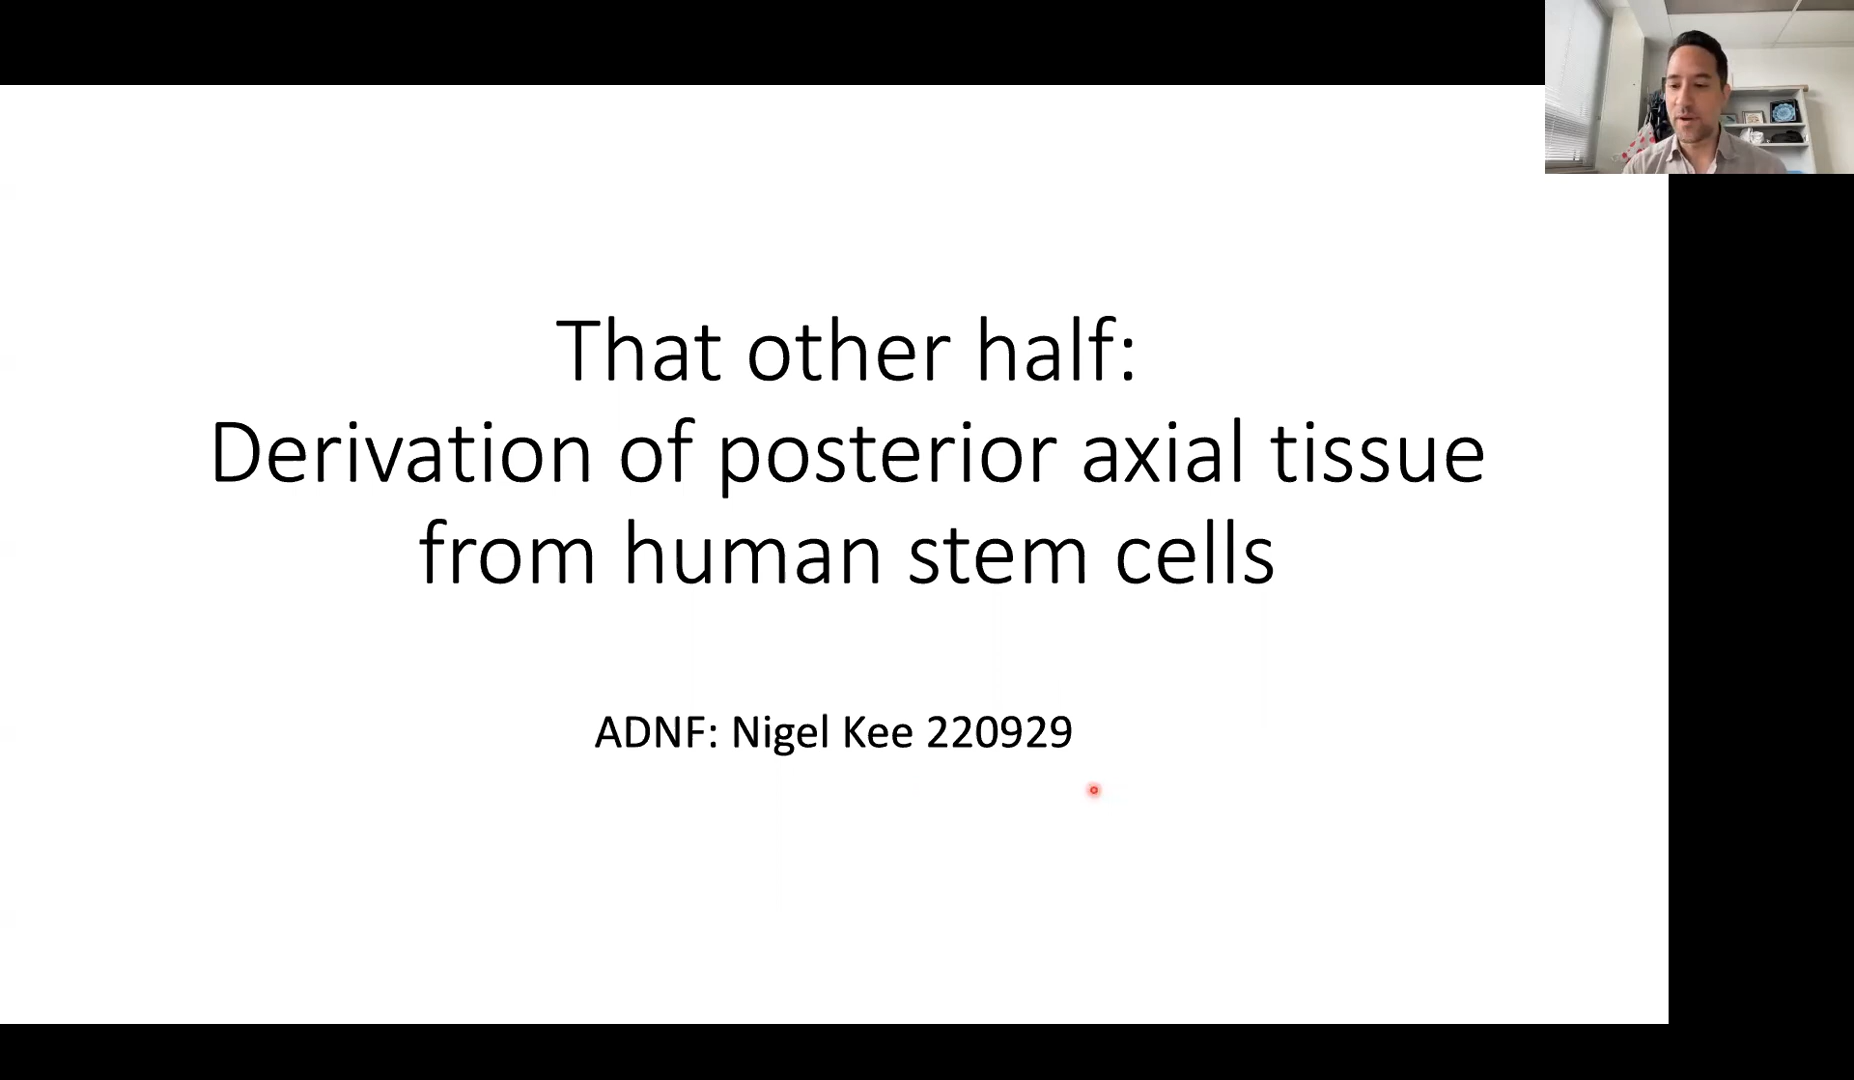 That other half:
Derivation of posterior axial tissue
from human stem cells
ADNF: Nigel Kee 220929